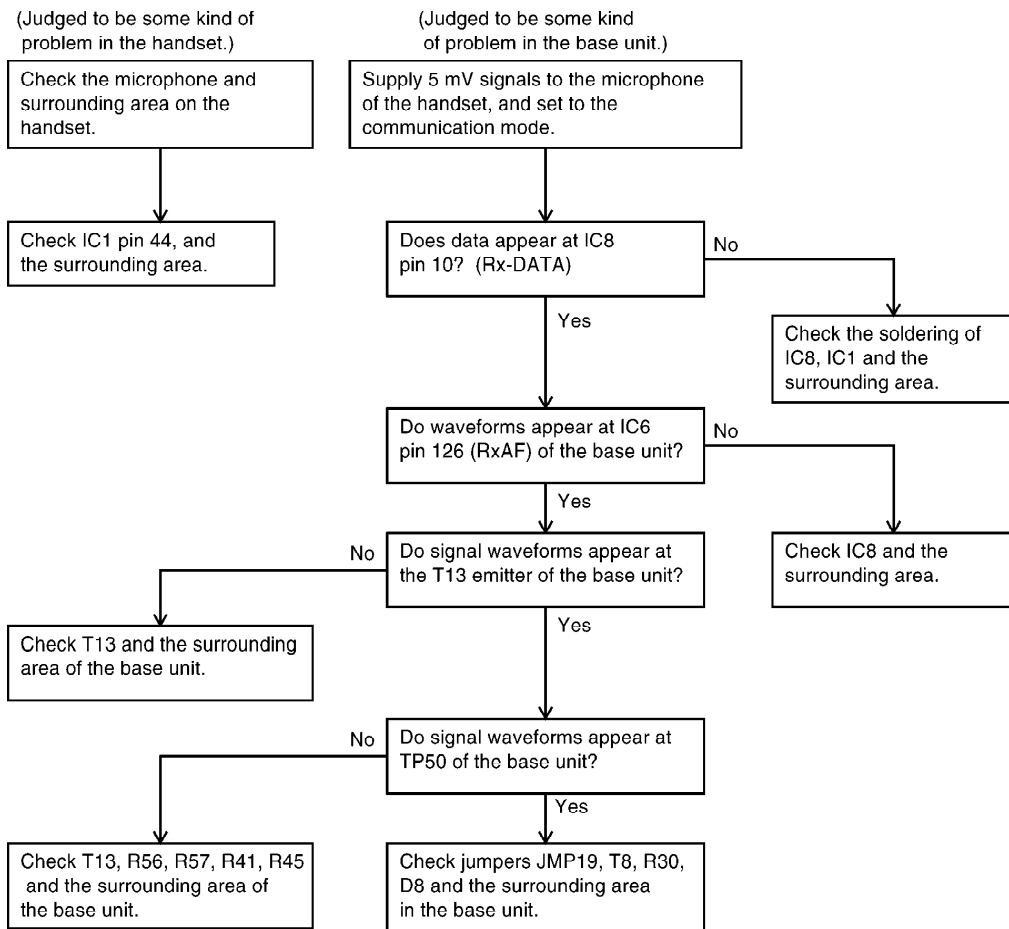 (Judged to be some kind of
problem in the handset.)
(Judged to be some kind
of problem in the base unit.)
Check the microphone and
surrounding area on the
handset.
Supply 5 mV signals to the microphone
of the handset, and set to the
communication mode.
Check IC1 pin 44, and
the surrounding area.
Does data appear at IC8
pin 10? (Rx-DATA)
No
Yes
Check the soldering of
IC8, IC1 and the
surrounding area.
Do waveforms appear at IC6
pin 126 (RxAF) of the base unit?
No
Yes
Check IC8 and the
surrounding area.
Do signal waveforms appear at
the T13 emitter of the base unit?
No
Yes
Check T13 and the surrounding
area of the base unit.
Do signal waveforms appear at
TP50 of the base unit?
No
Yes
Check T13, R56, R57, R41, R45
and the surrounding area of
the base unit.
Check jumpers JMP19, T8, R30,
D8 and the surrounding area
in the base unit.